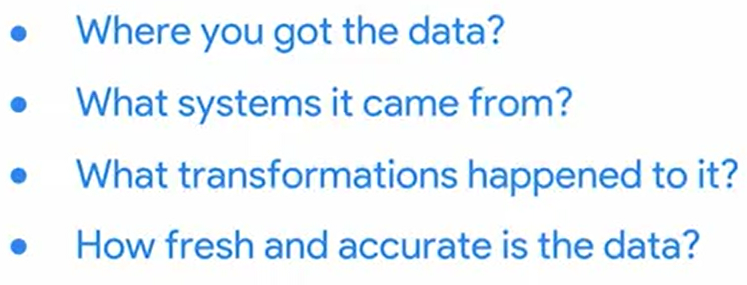 • Where you got the data?
• What systems it came from?
• What transformations happened to it?
• How fresh and accurate is the data?